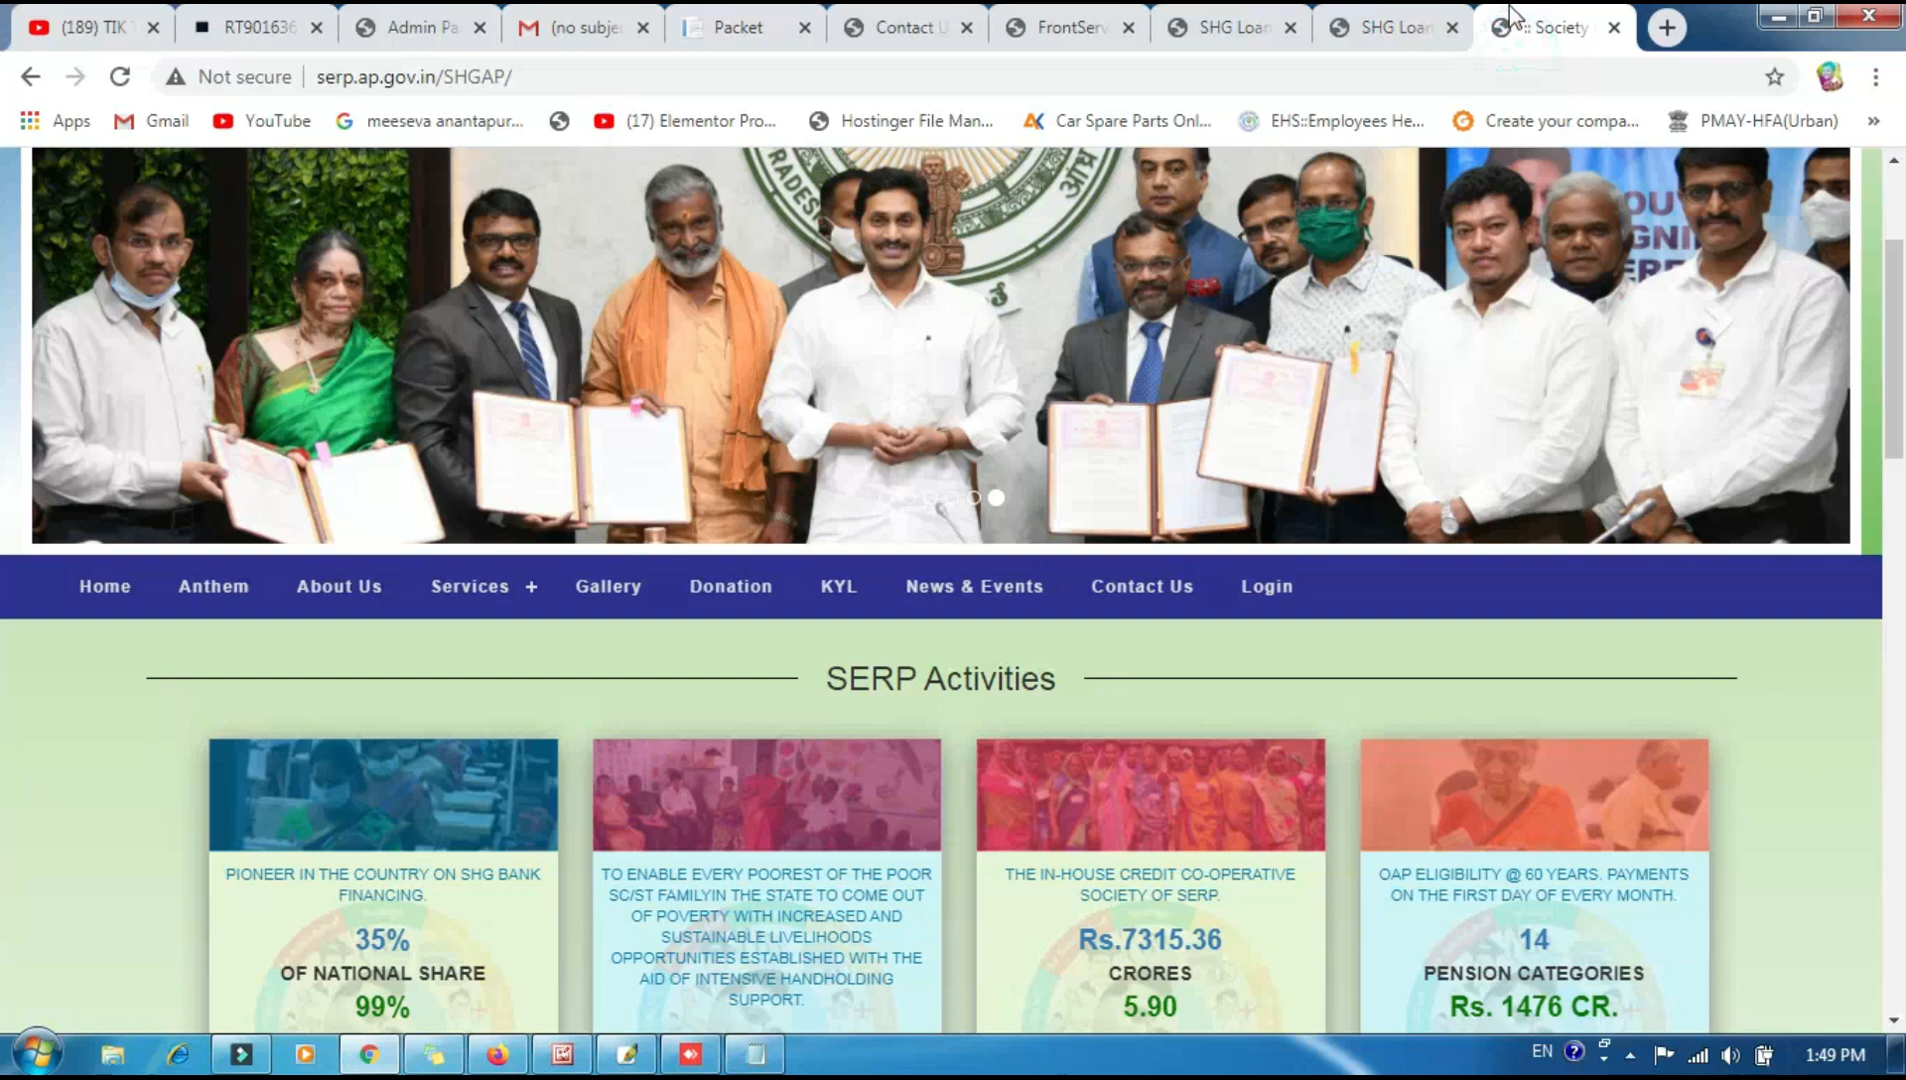 (189) TIK
RT901636
Admin Pa
(no subje
Packet
Contact U
FrontServ
SHG Loan
SHG Loan
:: Society
Not secure
serp.ap.gov.in/SHGAP/
Apps
Gmail
YouTube
meeseva anantapur...
(17) Elementor Pro...
Hostinger File Man...
Car Spare Parts Onl...
EHS::Employees He...
Create your compa...
PMAY-HFA(Urban)
»
Home
Anthem
About Us
Services +
Gallery
Donation
KYL
News & Events
Contact Us
Login
SERP Activities
PIONEER IN THE COUNTRY ON SHG BANK
FINANCING.
35%
OF NATIONAL SHARE
99%
TO ENABLE EVERY POOREST OF THE POOR
SC/ST FAMILYIN THE STATE TO COME OUT
OF POVERTY WITH INCREASED AND
SUSTAINABLE LIVELIHOODS
OPPORTUNITIES ESTABLISHED WITH THE
AID OF INTENSIVE HANDHOLDING
SUPPORT.
THE IN-HOUSE CREDIT CO-OPERATIVE
SOCIETY OF SERP.
Rs.7315.36
CRORES
5.90
OAP ELIGIBILITY @ 60 YEARS. PAYMENTS
ON THE FIRST DAY OF EVERY MONTH.
14
PENSION CATEGORIES
Rs. 1476 CR.
EN
1:49 PM